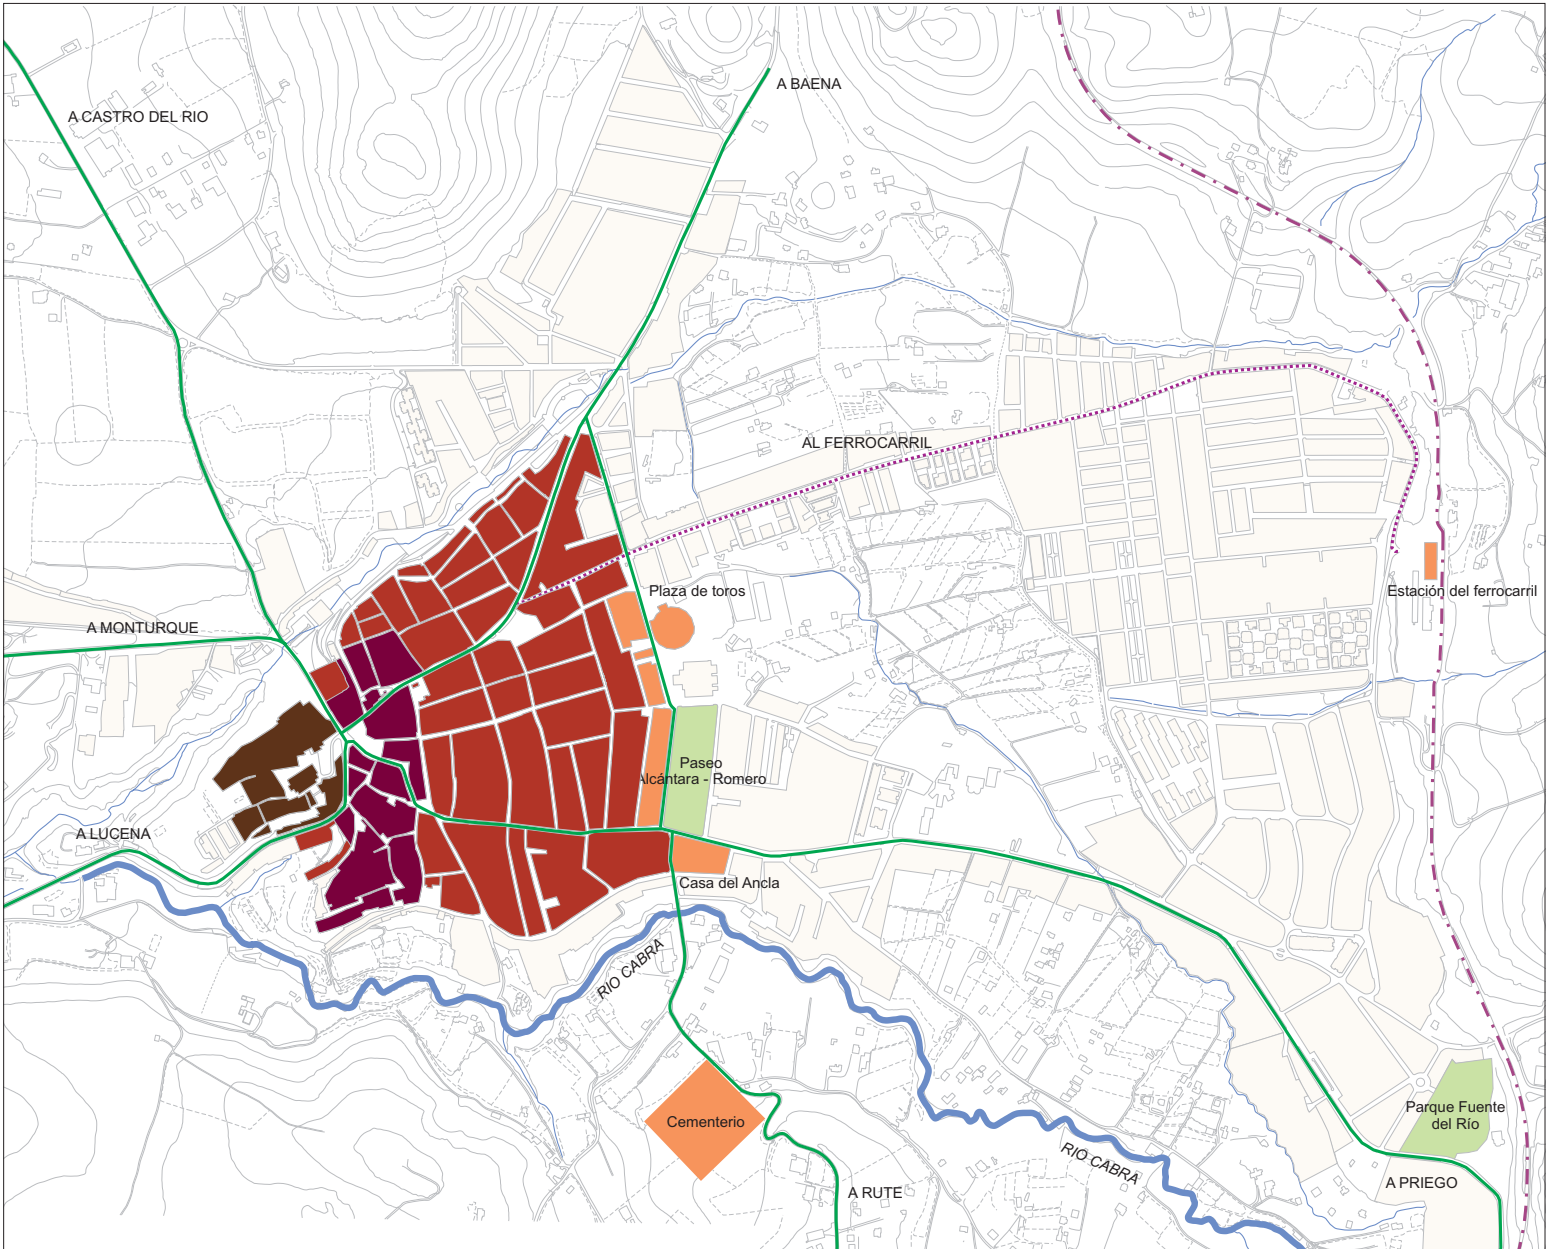 A BAENA
A CASTRO DEL RIO
AL FERROCARRIL
Plaza de toros
Estación del ferrocarril
A MONTURQUE
Paseo
Alcántara - Romero
A LUCENA
Casa del Ancla
RIO CABRA
Cementerio
Parque Fuente
del Río
RIO CABRA
A PRIEGO
A RUTE